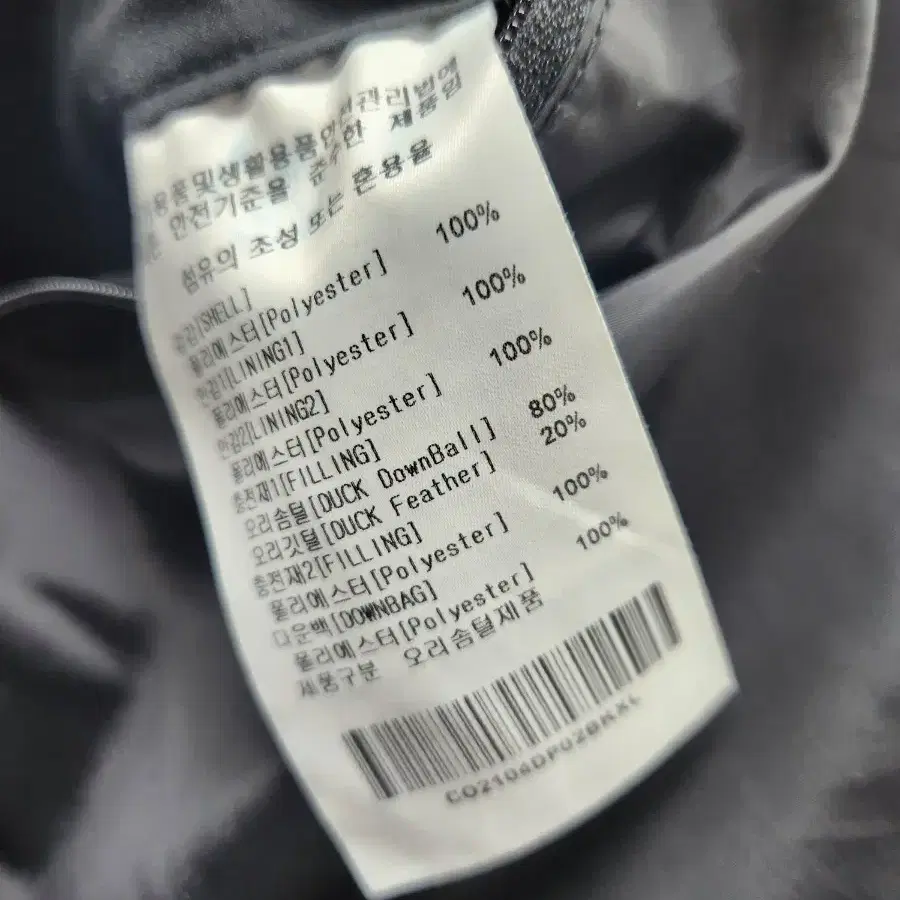 용품및생활용품안전관리법에
안전기준을 준수한 제품임
섬유의 조성 또는 혼용율
겉감[SHELL]
폴리에스터[Polyester] 100%
안감1[LINING1]
폴리에스터[Polyester] 100%
안감2[LINING2]
폴리에스터[Polyester] 100%
충전재1[FILLING]
오리솜털[DUCK DownBall] 80%
오리깃털[DUCK Feather] 20%
충전재2[FILLING]
폴리에스터[Polyester] 100%
다운백[DOWNBAG]
폴리에스터[Polyester] 100%
제품구분 오리솜털제품